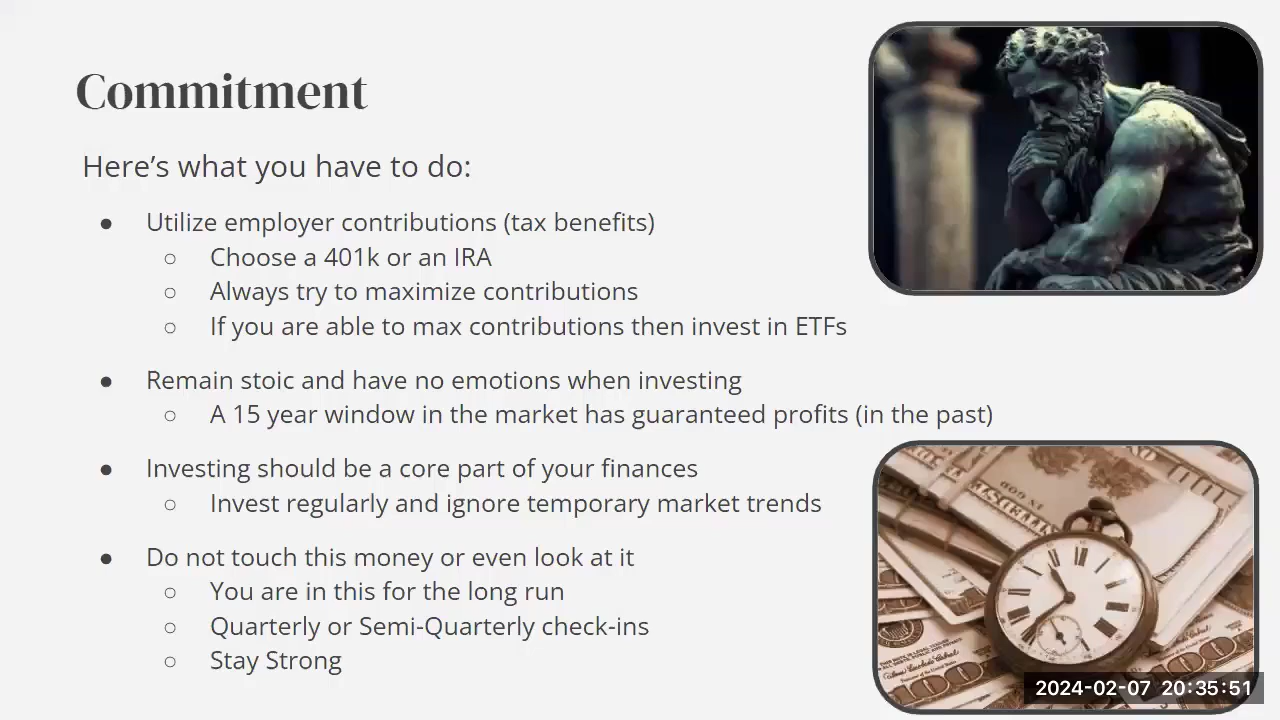 Commitment
Here’s what you have to do:
● Utilize employer contributions (tax benefits)
○ Choose a 401k or an IRA
○ Always try to maximize contributions
○ If you are able to max contributions then invest in ETFs
● Remain stoic and have no emotions when investing
○ A 15 year window in the market has guaranteed profits (in the past)
● Investing should be a core part of your finances
○ Invest regularly and ignore temporary market trends
● Do not touch this money or even look at it
○ You are in this for the long run
○ Quarterly or Semi-Quarterly check-ins
○ Stay Strong
100
100
2024-02-07 20:35:51